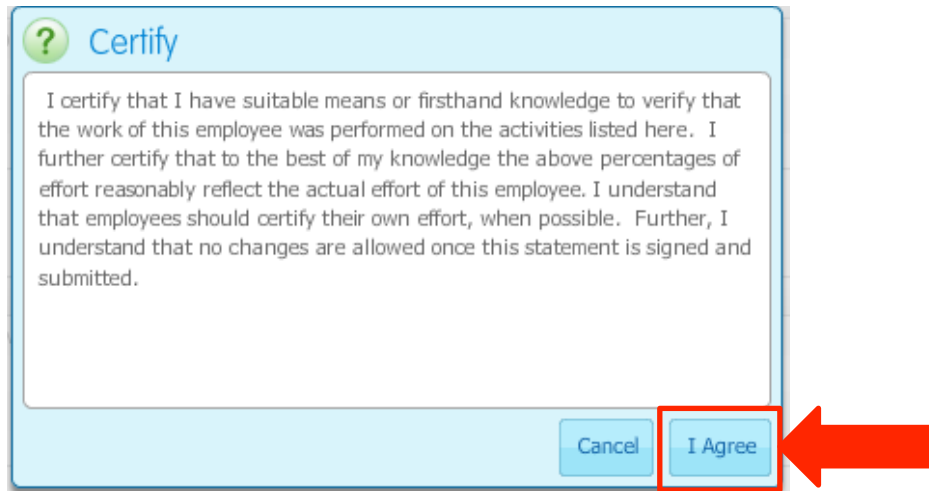 ? Certify
I certify that I have suitable means or firsthand knowledge to verify that
the work of this employee was performed on the activities listed here.  I
further certify that to the best of my knowledge the above percentages of
effort reasonably reflect the actual effort of this employee. I understand
that employees should certify their own effort, when possible.  Further, I
understand that no changes are allowed once this statement is signed and
submitted.
Cancel I Agree